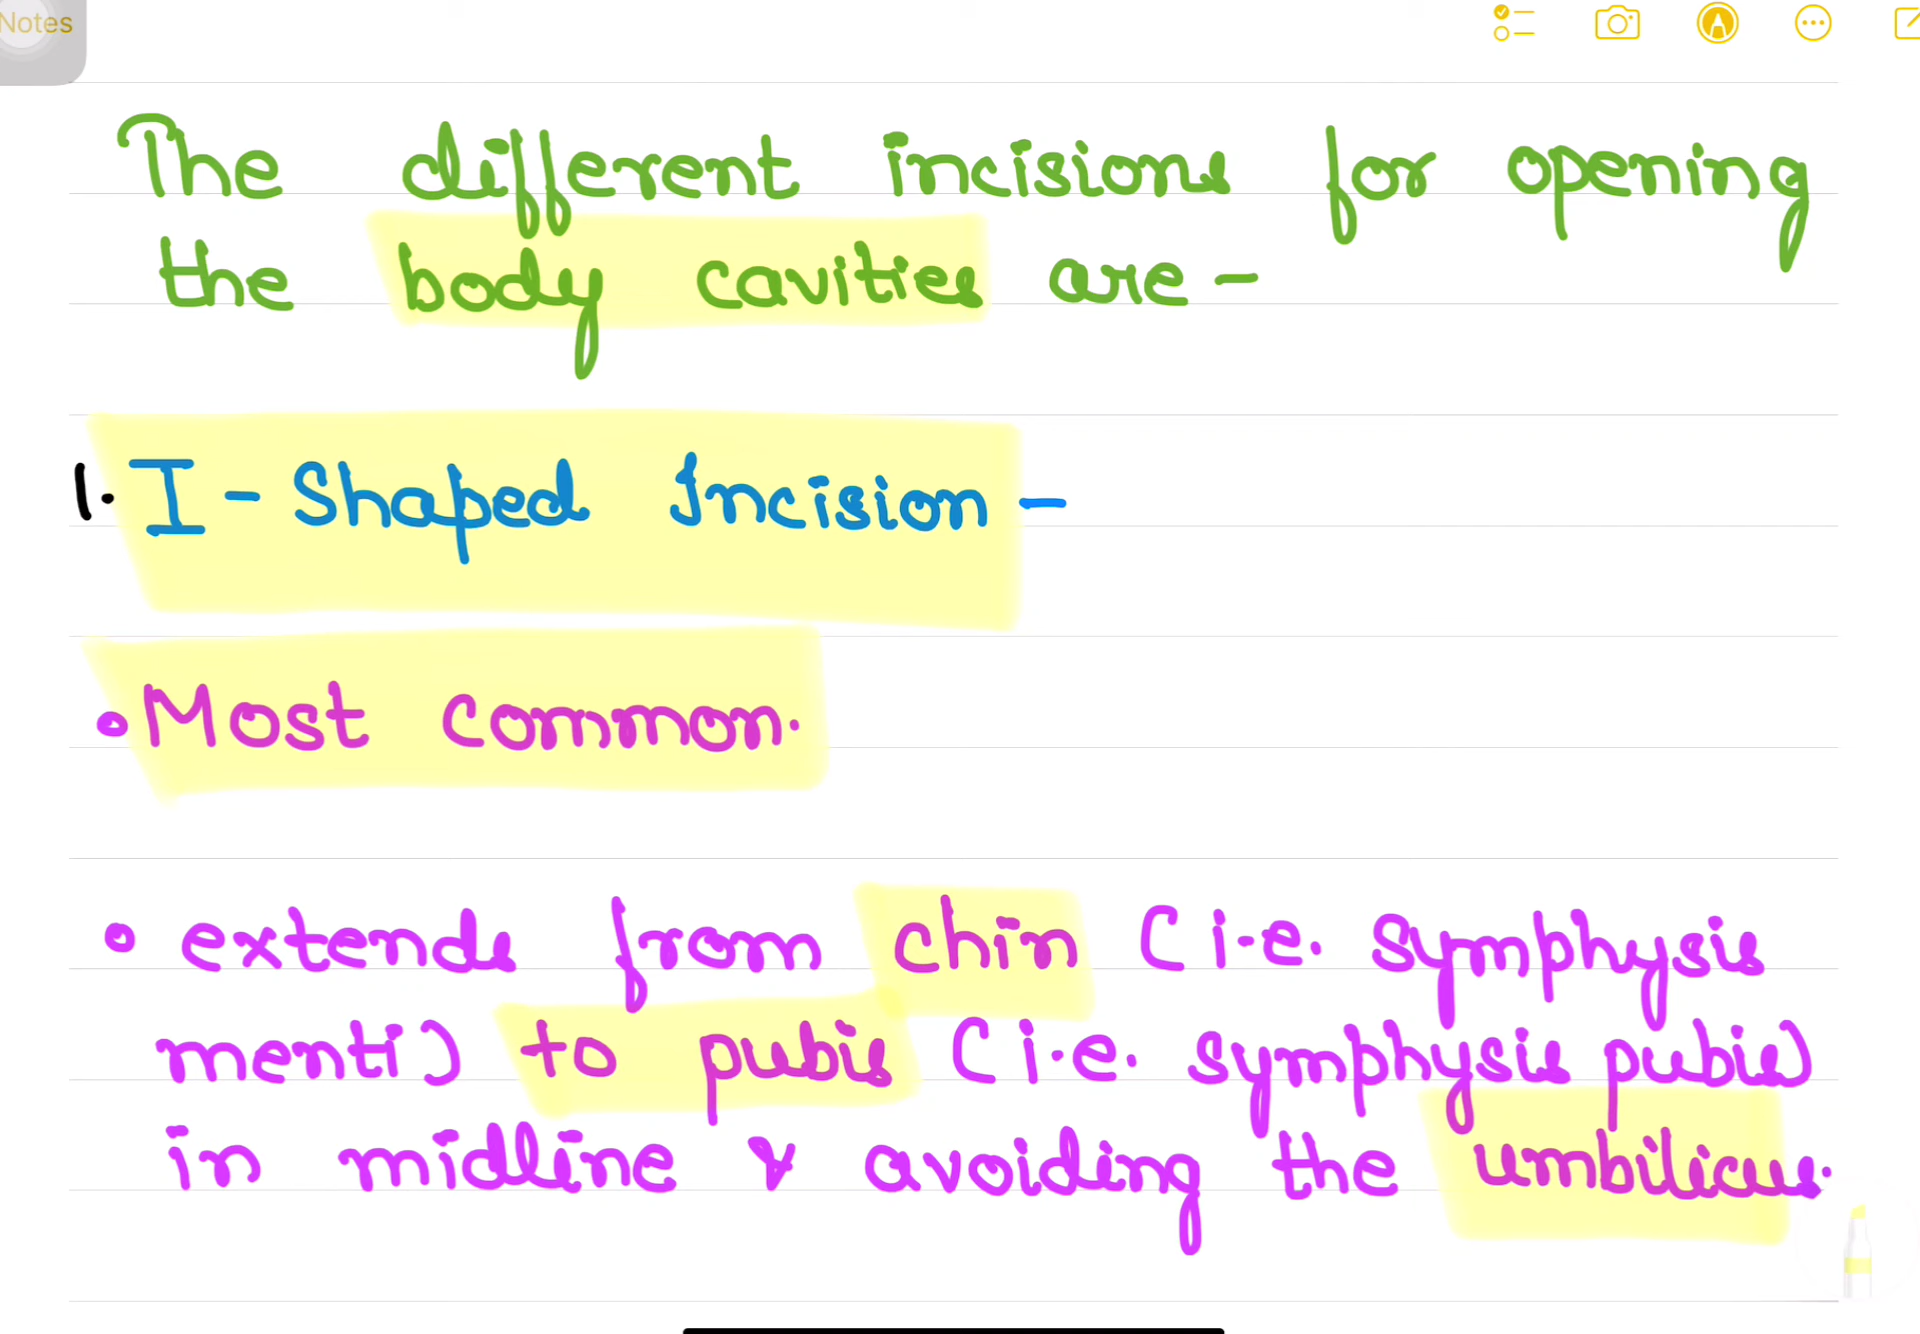 Notes
The different incisions for opening
the body cavities are -
1. I - Shaped Incision -
• Most common.
• extends from chin (i.e. symphysis
menti) to pubis (i.e. symphysis pubis)
in midline & avoiding the umbilicus.